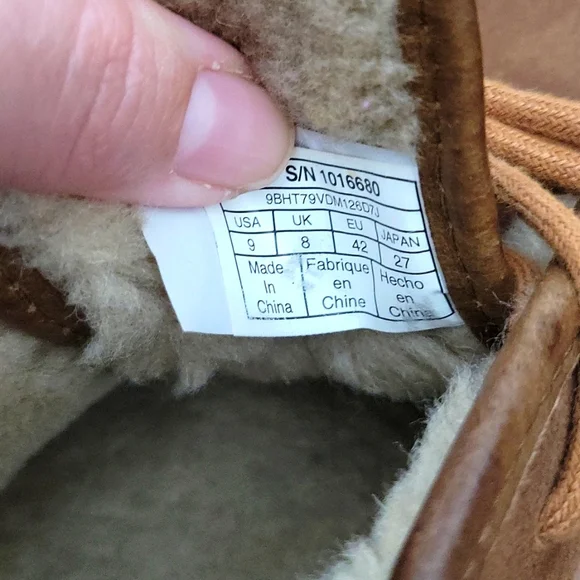 S/N 1016680
9BHT79VDM126D7J
USA UK EU JAPAN
9 8 42 27
Made Fabrique Hecho
In en en
China Chine China